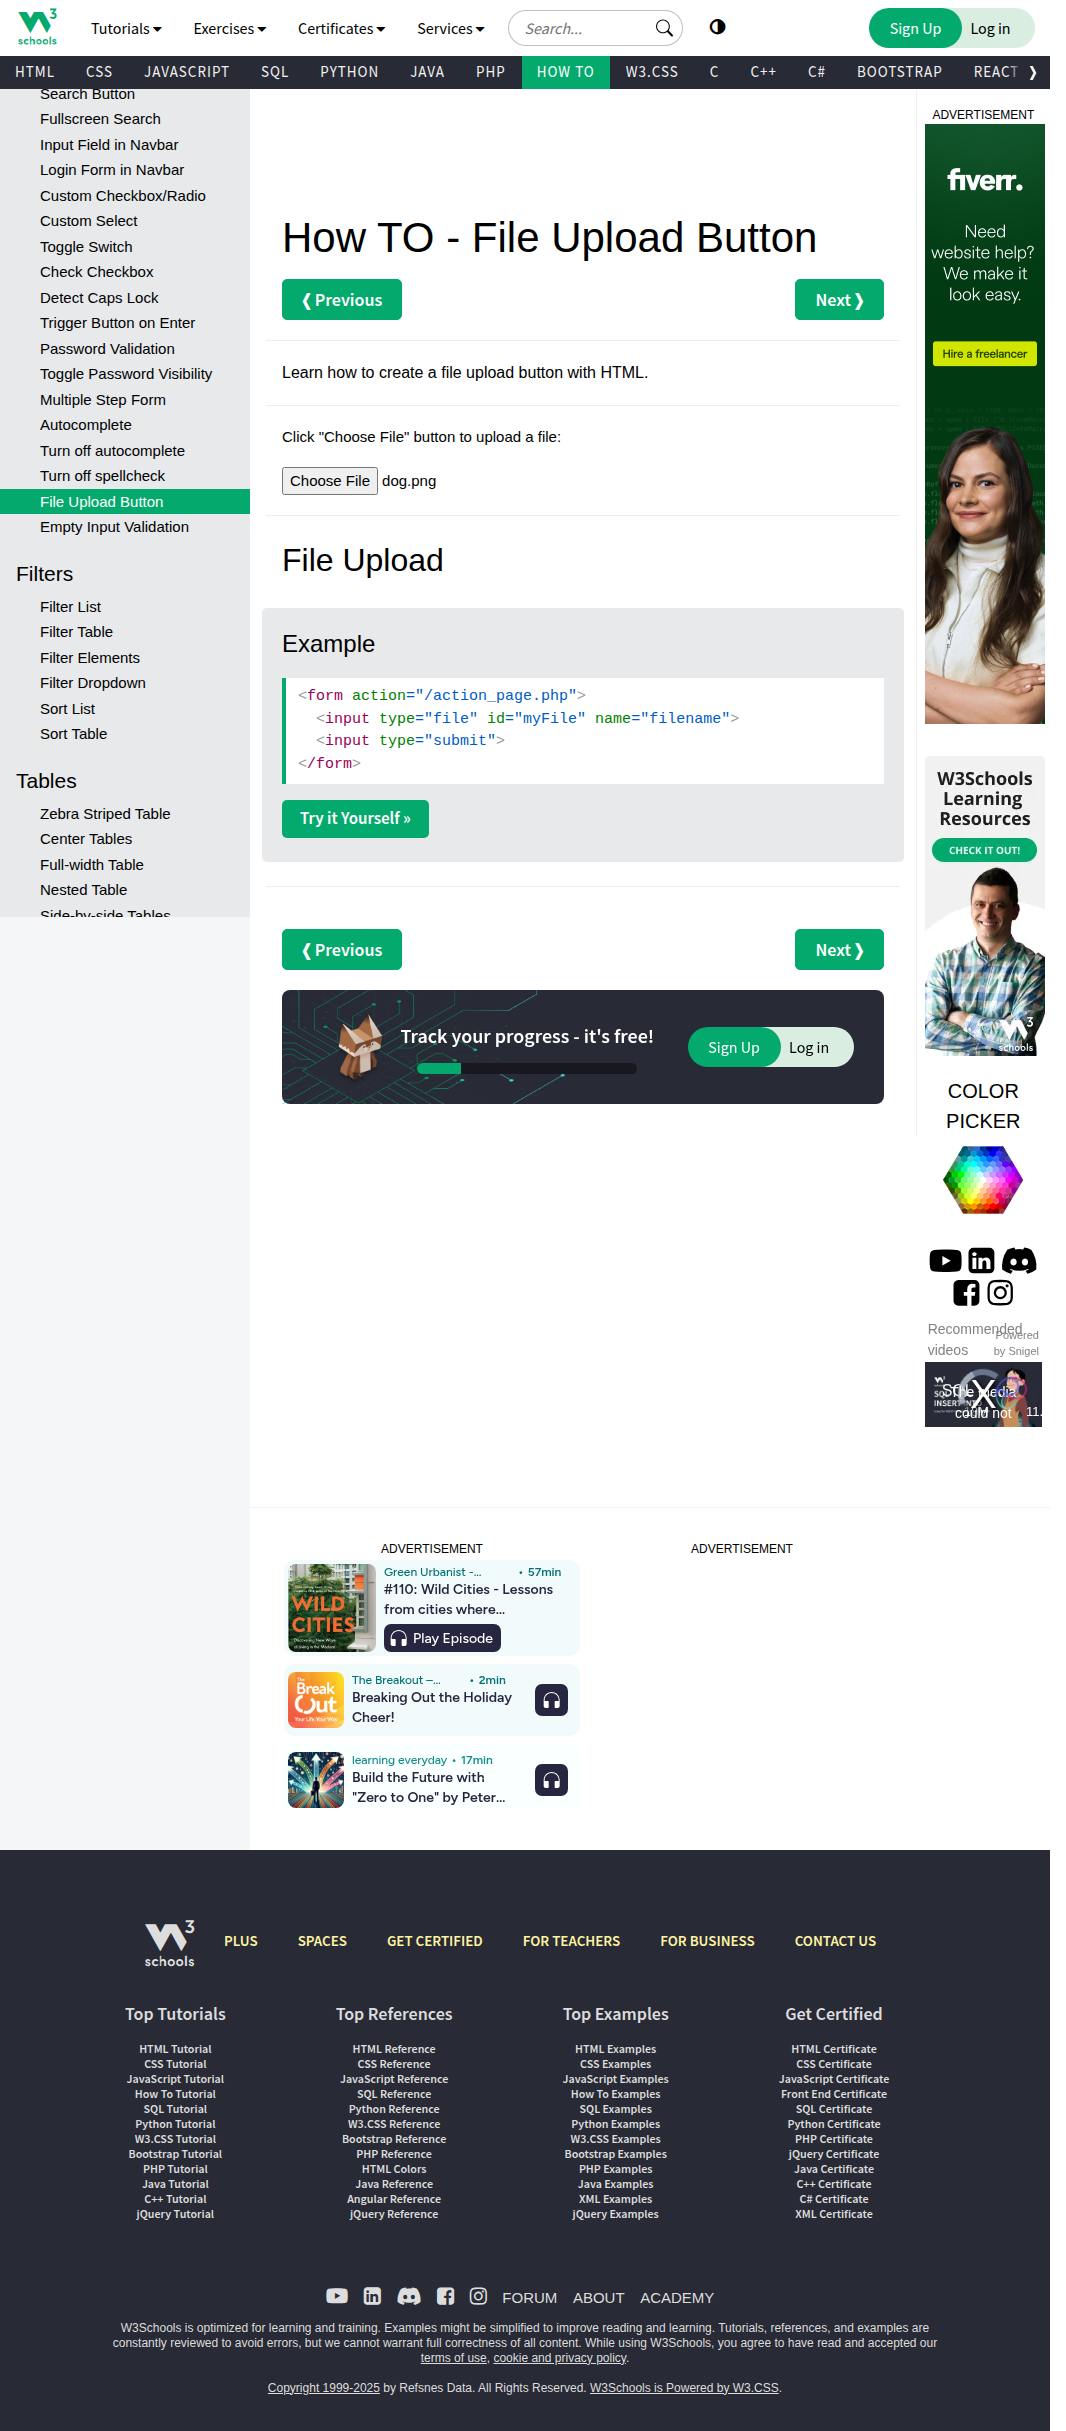 W3 schools
Tutorials Exercises Certificates Services Search... Sign Up Log in
HTML CSS JAVASCRIPT SQL PYTHON JAVA PHP HOW TO W3.CSS C C++ C# BOOTSTRAP REACT ❯
Search Button
Fullscreen Search
Input Field in Navbar
Login Form in Navbar
Custom Checkbox/Radio
Custom Select
Toggle Switch
Check Checkbox
Detect Caps Lock
Trigger Button on Enter
Password Validation
Toggle Password Visibility
Multiple Step Form
Autocomplete
Turn off autocomplete
Turn off spellcheck
File Upload Button
Empty Input Validation
Filters
Filter List
Filter Table
Filter Elements
Filter Dropdown
Sort List
Sort Table
Tables
Zebra Striped Table
Center Tables
Full-width Table
Nested Table
Side-by-side Tables
How TO - File Upload Button
❮ Previous Next ❯
Learn how to create a file upload button with HTML.
Click "Choose File" button to upload a file:
Choose File dog.png
File Upload
Example
<form action="/action_page.php">
<input type="file" id="myFile" name="filename">
<input type="submit">
</form>
Try it Yourself »
❮ Previous Next ❯
Track your progress - it's free! Sign Up Log in
ADVERTISEMENT
fiverr.
Need
website help?
We make it
look easy.
Hire a freelancer
W3Schools
Learning
Resources
CHECK IT OUT!
W3 schools
COLOR
PICKER
Recommended
videos
Powered
by Snigel
The media
could not
11.
ADVERTISEMENT ADVERTISEMENT
WILD
CITIES
Green Urbanist -... • 57min
#110: Wild Cities - Lessons
from cities where...
Play Episode
The
Break
Out
Your Life. Your Way.
The Breakout –... • 2min
Breaking Out the Holiday
Cheer!
learning everyday • 17min
Build the Future with
"Zero to One" by Peter...
W3 schools
PLUS SPACES GET CERTIFIED FOR TEACHERS FOR BUSINESS CONTACT US
Top Tutorials
HTML Tutorial
CSS Tutorial
JavaScript Tutorial
How To Tutorial
SQL Tutorial
Python Tutorial
W3.CSS Tutorial
Bootstrap Tutorial
PHP Tutorial
Java Tutorial
C++ Tutorial
jQuery Tutorial
Top References
HTML Reference
CSS Reference
JavaScript Reference
SQL Reference
Python Reference
W3.CSS Reference
Bootstrap Reference
PHP Reference
HTML Colors
Java Reference
Angular Reference
jQuery Reference
Top Examples
HTML Examples
CSS Examples
JavaScript Examples
How To Examples
SQL Examples
Python Examples
W3.CSS Examples
Bootstrap Examples
PHP Examples
Java Examples
XML Examples
jQuery Examples
Get Certified
HTML Certificate
CSS Certificate
JavaScript Certificate
Front End Certificate
SQL Certificate
Python Certificate
PHP Certificate
jQuery Certificate
Java Certificate
C++ Certificate
C# Certificate
XML Certificate
FORUM ABOUT ACADEMY
W3Schools is optimized for learning and training. Examples might be simplified to improve reading and learning. Tutorials, references, and examples are
constantly reviewed to avoid errors, but we cannot warrant full correctness of all content. While using W3Schools, you agree to have read and accepted our
terms of use, cookie and privacy policy.
Copyright 1999-2025 by Refsnes Data. All Rights Reserved. W3Schools is Powered by W3.CSS.